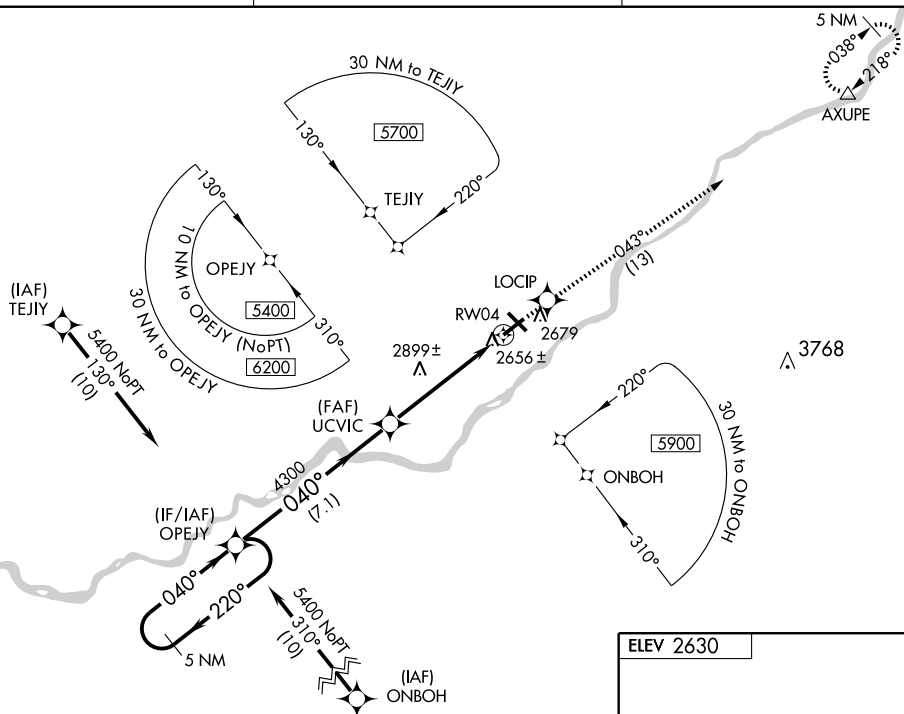 5 NM
038°
218°
AXUPE
30 NM to TEJIY
5700
130°
220°
TEJIY
130°
10 NM to OPEJY (NoPT)
30 NM to OPEJY
OPEJY
5400
6200
310°
043°
(13)
(IAF)
TEJIY
5400 NoPT
130°
(10)
LOCIP
RW04
2679
2656 ±
2899±
3768
(FAF)
UCVIC
220°
5900
30 NM to ONBOH
ONBOH
310°
4300
040°
(7.1)
(IF/IAF)
OPEJY
040°
220°
5 NM
5400 NoPT
310°
(10)
(IAF)
ONBOH
ELEV 2630